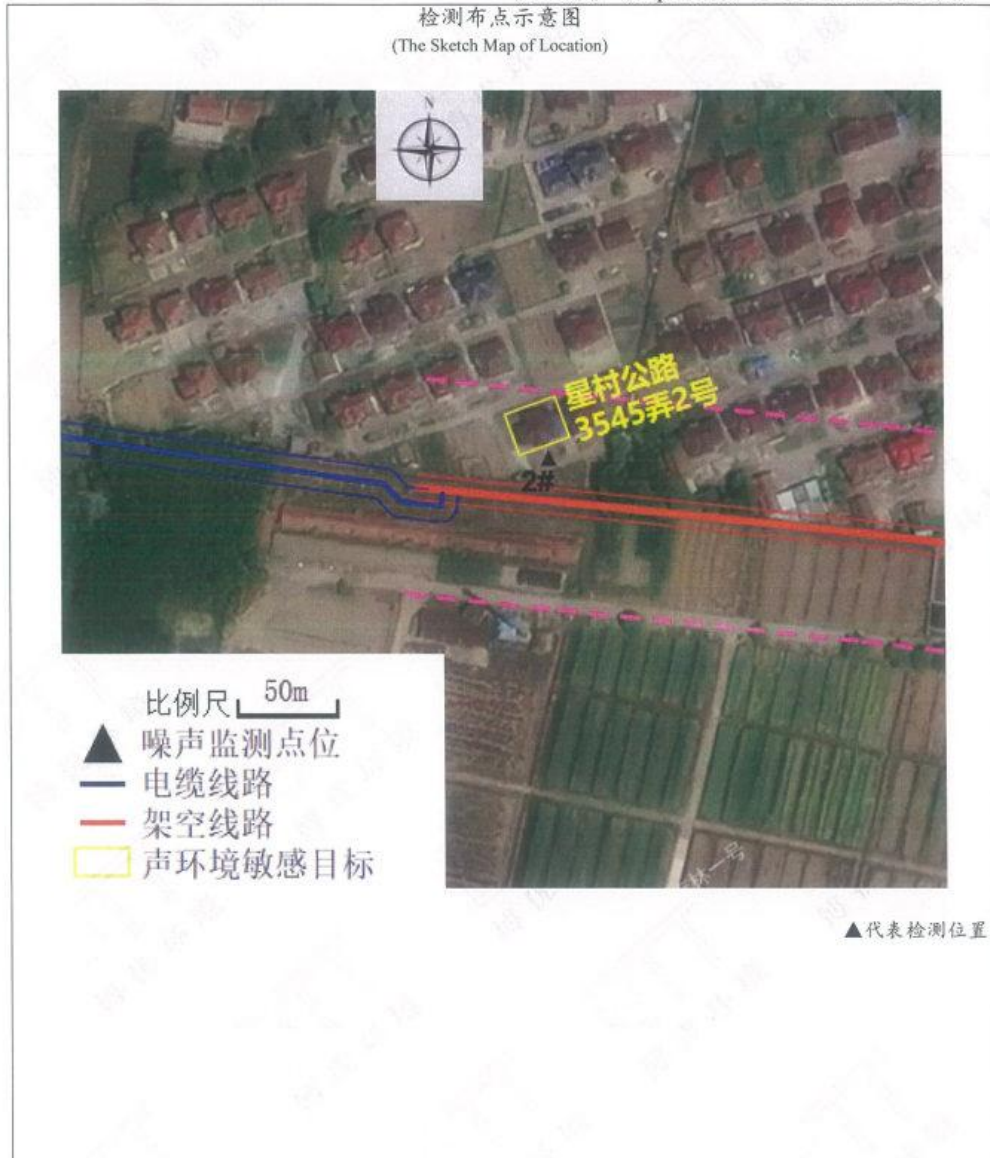 检测布点示意图
(The Sketch Map of Location)
N
星村公路
3545弄2号
2#
比例尺 50m
噪声监测点位
电缆线路
架空线路
声环境敏感目标
▲代表检测位置